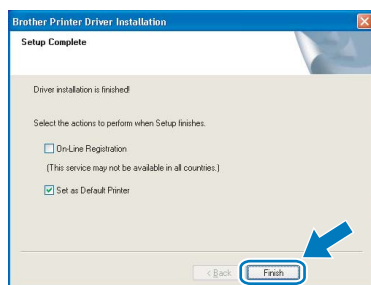 Brother Printer Driver Installation
Setup Complete
Driver installation is finished!
Select the actions to perform when Setup finishes.
On-Line Registration
(This service may not be available in all countries.)
Set as Default Printer
< Back
Finish